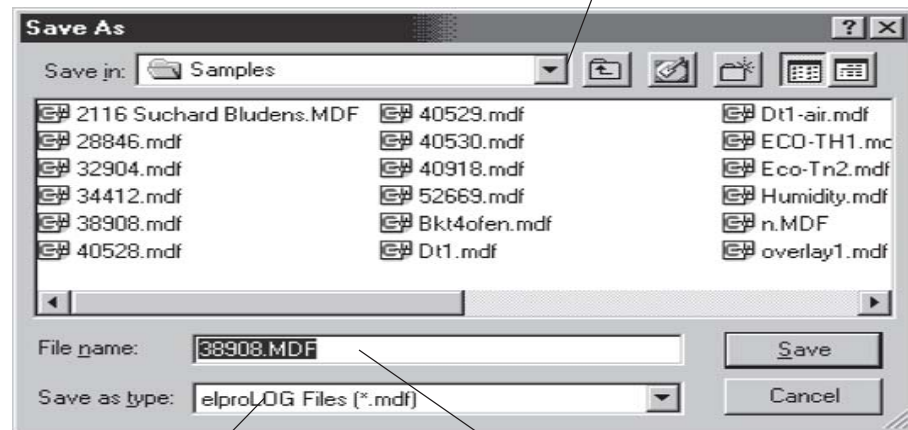 Save As
Save in: Samples
2116 Suchard Bludens.MDF
28846.mdf
32904.mdf
34412.mdf
38908.mdf
40528.mdf
40529.mdf
40530.mdf
40918.mdf
52669.mdf
Bkt4ofen.mdf
Dt1.mdf
Dt1-air.mdf
ECO-TH1.mc
Eco-Tn2.mdf
Humidity.mdf
n.MDF
overlay1.mdf
File name: 38908.MDF
Save
Save as type: elproLOG Files (*.mdf)
Cancel